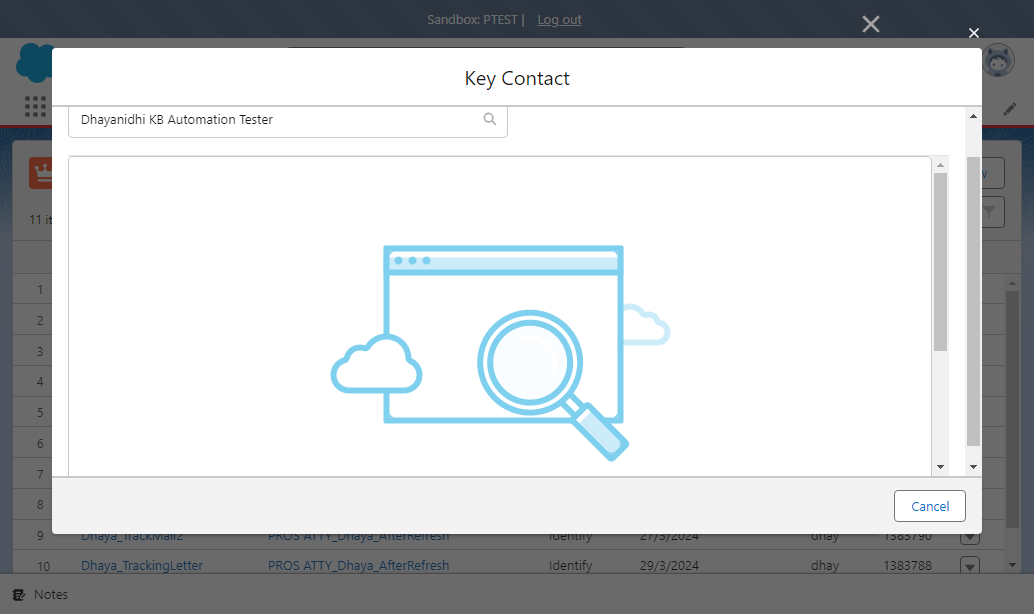 Sandbox: PTEST | Log out
Key Contact
Dhayanidhi KB Automation Tester
11 it
1
2
3
4
5
6
7
8
Cancel
9 Dhaya_TrackMail2 PROS ATTY_Dhaya_AfterRefresh Identify 27/3/2024 dhay 1383790
10 Dhaya_TrackingLetter PROS ATTY_Dhaya_AfterRefresh Identify 29/3/2024 dhay 1383788
Notes